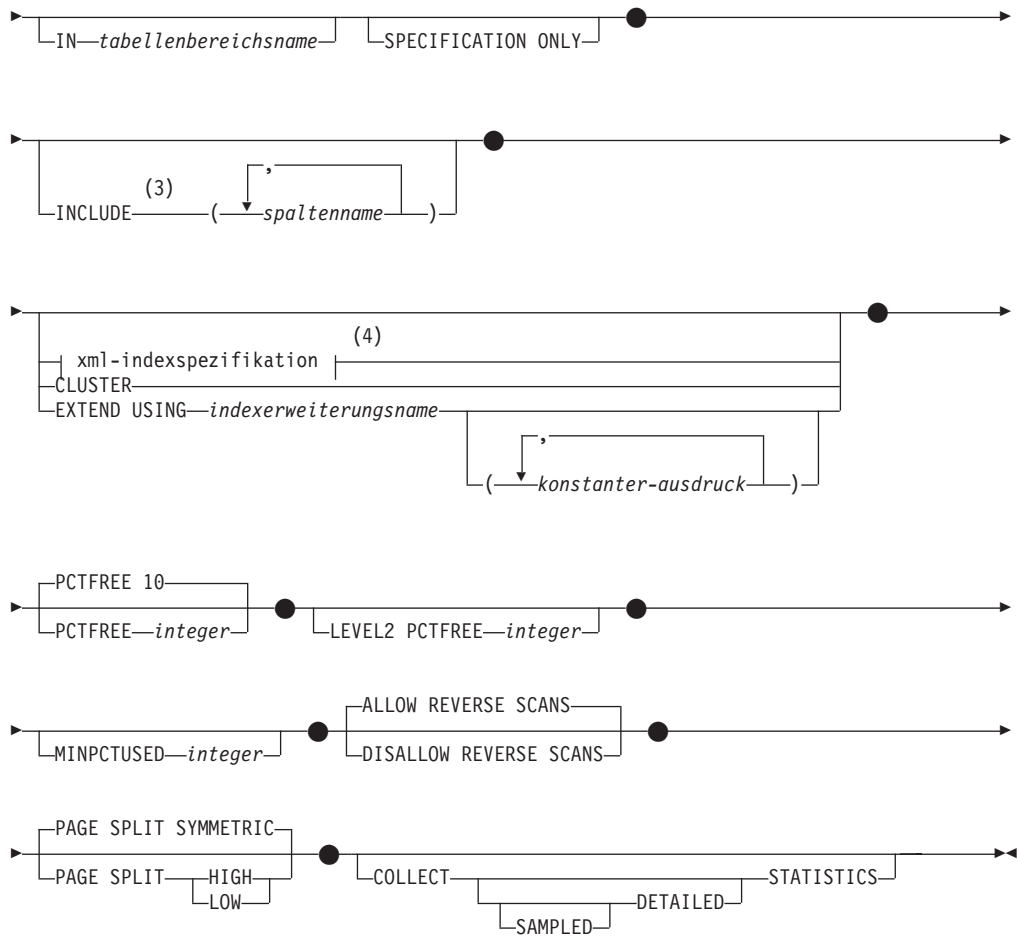 IN tabellenbereichsname SPECIFICATION ONLY
,
(3)
INCLUDE ( spaltenname )
(4)
xml-indexspezifikation
CLUSTER
EXTEND USING indexerweiterungsname
,
( konstanter-ausdruck )
PCTFREE 10
PCTFREE integer LEVEL2 PCTFREE integer
ALLOW REVERSE SCANS
MINPCTUSED integer DISALLOW REVERSE SCANS
PAGE SPLIT SYMMETRIC
PAGE SPLIT HIGH COLLECT STATISTICS
LOW DETAILED
SAMPLED